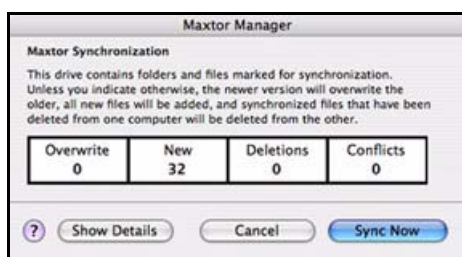 Maxtor Manager
Maxtor Synchronization
This drive contains folders and files marked for synchronization.
Unless you indicate otherwise, the newer version will overwrite the
older, all new files will be added, and synchronized files that have been
deleted from one computer will be deleted from the other.
Overwrite New Deletions Conflicts
0 32 0 0
? Show Details Cancel Sync Now